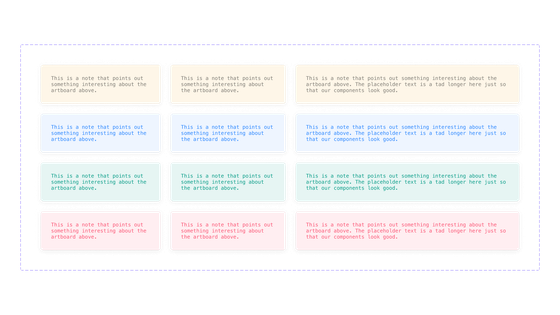 This is a note that points out
something interesting about the
artboard above.
This is a note that points out
something interesting about
the artboard above.
This is a note that points out something interesting about the
artboard above. The placeholder text is a tad longer here just so
that our components look good.
This is a note that points out
something interesting about the
artboard above.
This is a note that points out
something interesting about
the artboard above.
This is a note that points out something interesting about the
artboard above. The placeholder text is a tad longer here just so
that our components look good.
This is a note that points out
something interesting about the
artboard above.
This is a note that points out
something interesting about
the artboard above.
This is a note that points out something interesting about the
artboard above. The placeholder text is a tad longer here just so
that our components look good.
This is a note that points out
something interesting about the
artboard above.
This is a note that points out
something interesting about
the artboard above.
This is a note that points out something interesting about the
artboard above. The placeholder text is a tad longer here just so
that our components look good.